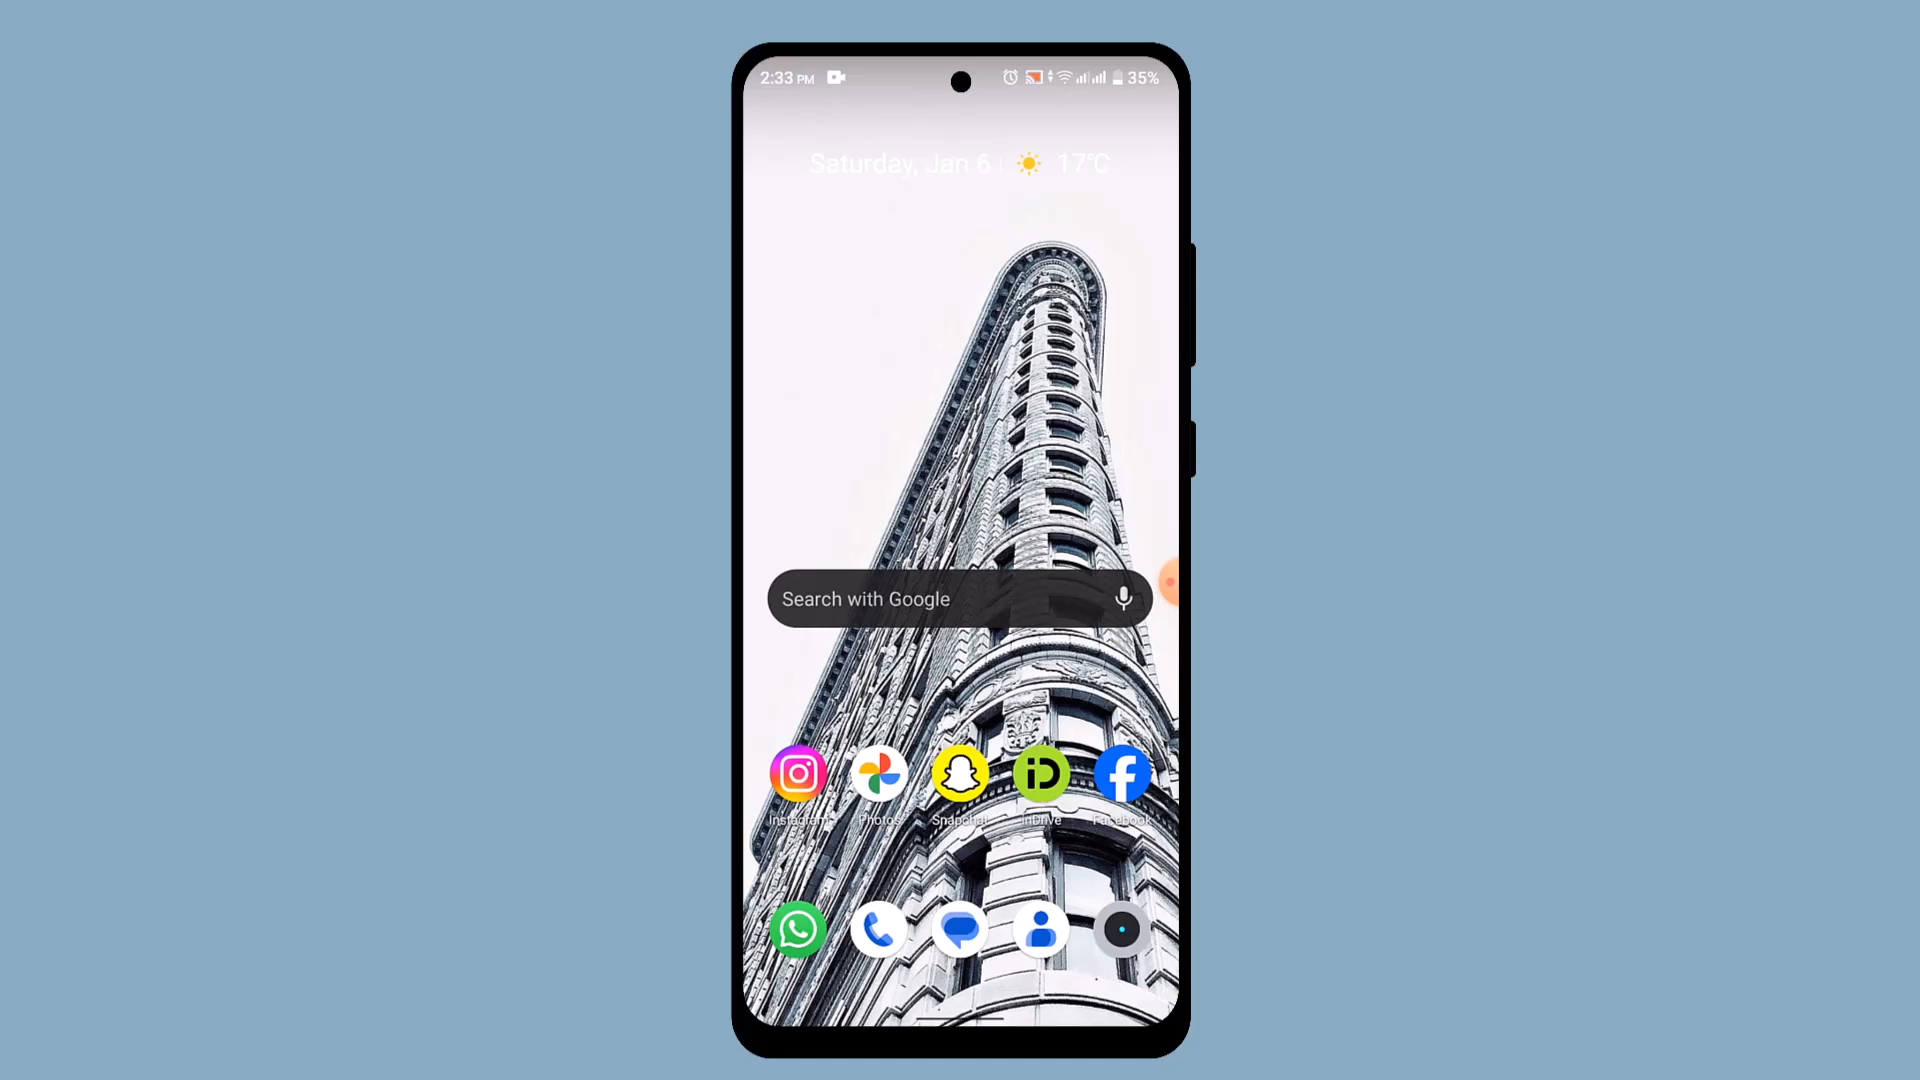 2:33 PM 35%
Saturday, Jan 6 17°C
Search with Google
Instagram Photos Snapchat inDrive Facebook